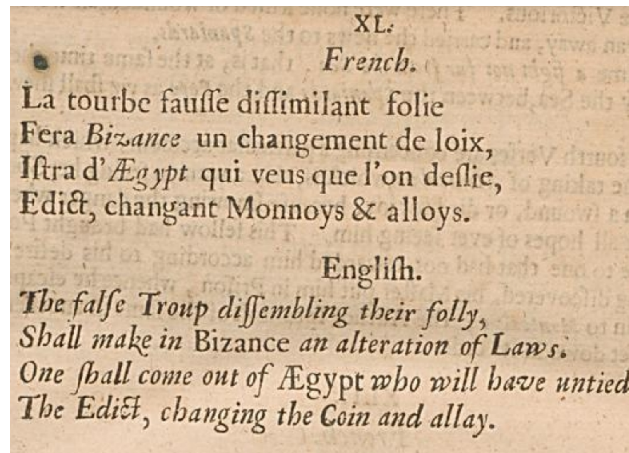 XL.
French.
La tourbe fauſſe diſſimilant folie
Fera Bizance un changement de loix,
Iſtra d'Ægypt qui veus que l'on deſlie,
Edict, changant Monnoys & alloys.
Engliſh.
The falſe Troup diſſembling their folly,
Shall make in Bizance an alteration of Laws.
One ſhall come out of Ægypt who will have untied
The Edict, changing the Coin and allay.